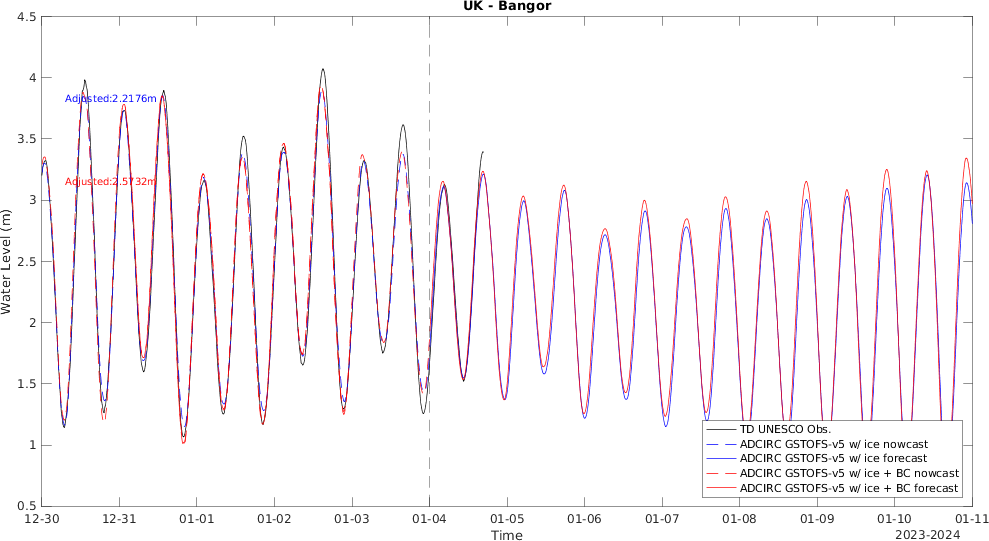 UK - Bangor
4.5
4
3.5
3
2.5
2
1.5
1
0.5
Water Level (m)
Adjusted:2.2176m
Adjusted:2.5732m
TD UNESCO Obs.
ADCIRC GSTOFS-v5 w/ ice nowcast
ADCIRC GSTOFS-v5 w/ ice forecast
ADCIRC GSTOFS-v5 w/ ice + BC nowcast
ADCIRC GSTOFS-v5 w/ ice + BC forecast
12-30 12-31 01-01 01-02 01-03 01-04 01-05 01-06 01-07 01-08 01-09 01-10 01-11
Time
2023-2024